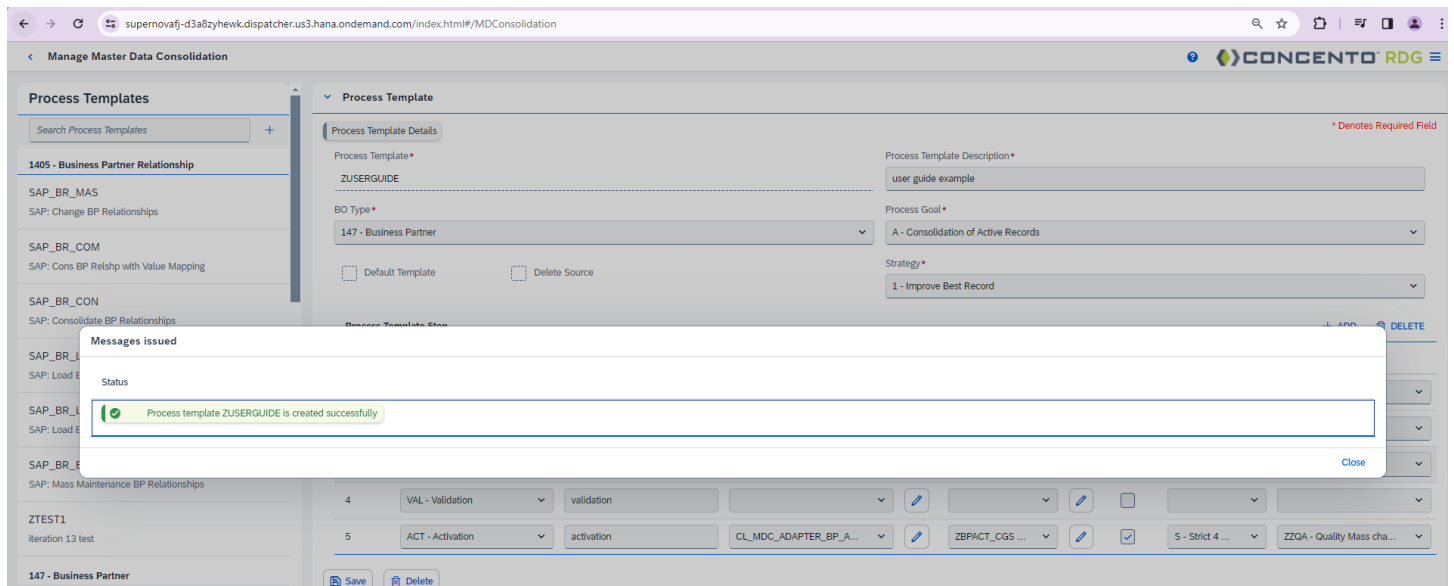 supernovafj-d3a8zyhewk.dispatcher.us3.hana.ondemand.com/index.html#/MDConsolidation
Manage Master Data Consolidation
CONCENTO RDG
Process Templates
Search Process Templates
+
1405 - Business Partner Relationship
SAP_BR_MAS
SAP: Change BP Relationships
SAP_BR_COM
SAP: Cons BP Relshp with Value Mapping
SAP_BR_CON
SAP: Consolidate BP Relationships
SAP_BR_L
SAP: Load
SAP_BR_L
SAP: Load
SAP_BR_
SAP: Mass Maintenance BP Relationships
ZTEST1
iteration 13 test
147 - Business Partner
Process Template
Process Template Details
* Denotes Required Field
Process Template*
Process Template Description*
ZUSERGUIDE
user guide example
BO Type*
Process Goal*
147 - Business Partner
A - Consolidation of Active Records
Default Template
Delete Source
Strategy*
1 - Improve Best Record
Process Template Step
+ ADD DELETE
Messages issued
Status
Process template ZUSERGUIDE is created successfully
Close
4 VAL - Validation validation
5 ACT - Activation activation CL_MDC_ADAPTER_BP_A... ZBPACT_CGS ... S - Strict 4 ... ZZQA - Quality Mass cha...
Save Delete